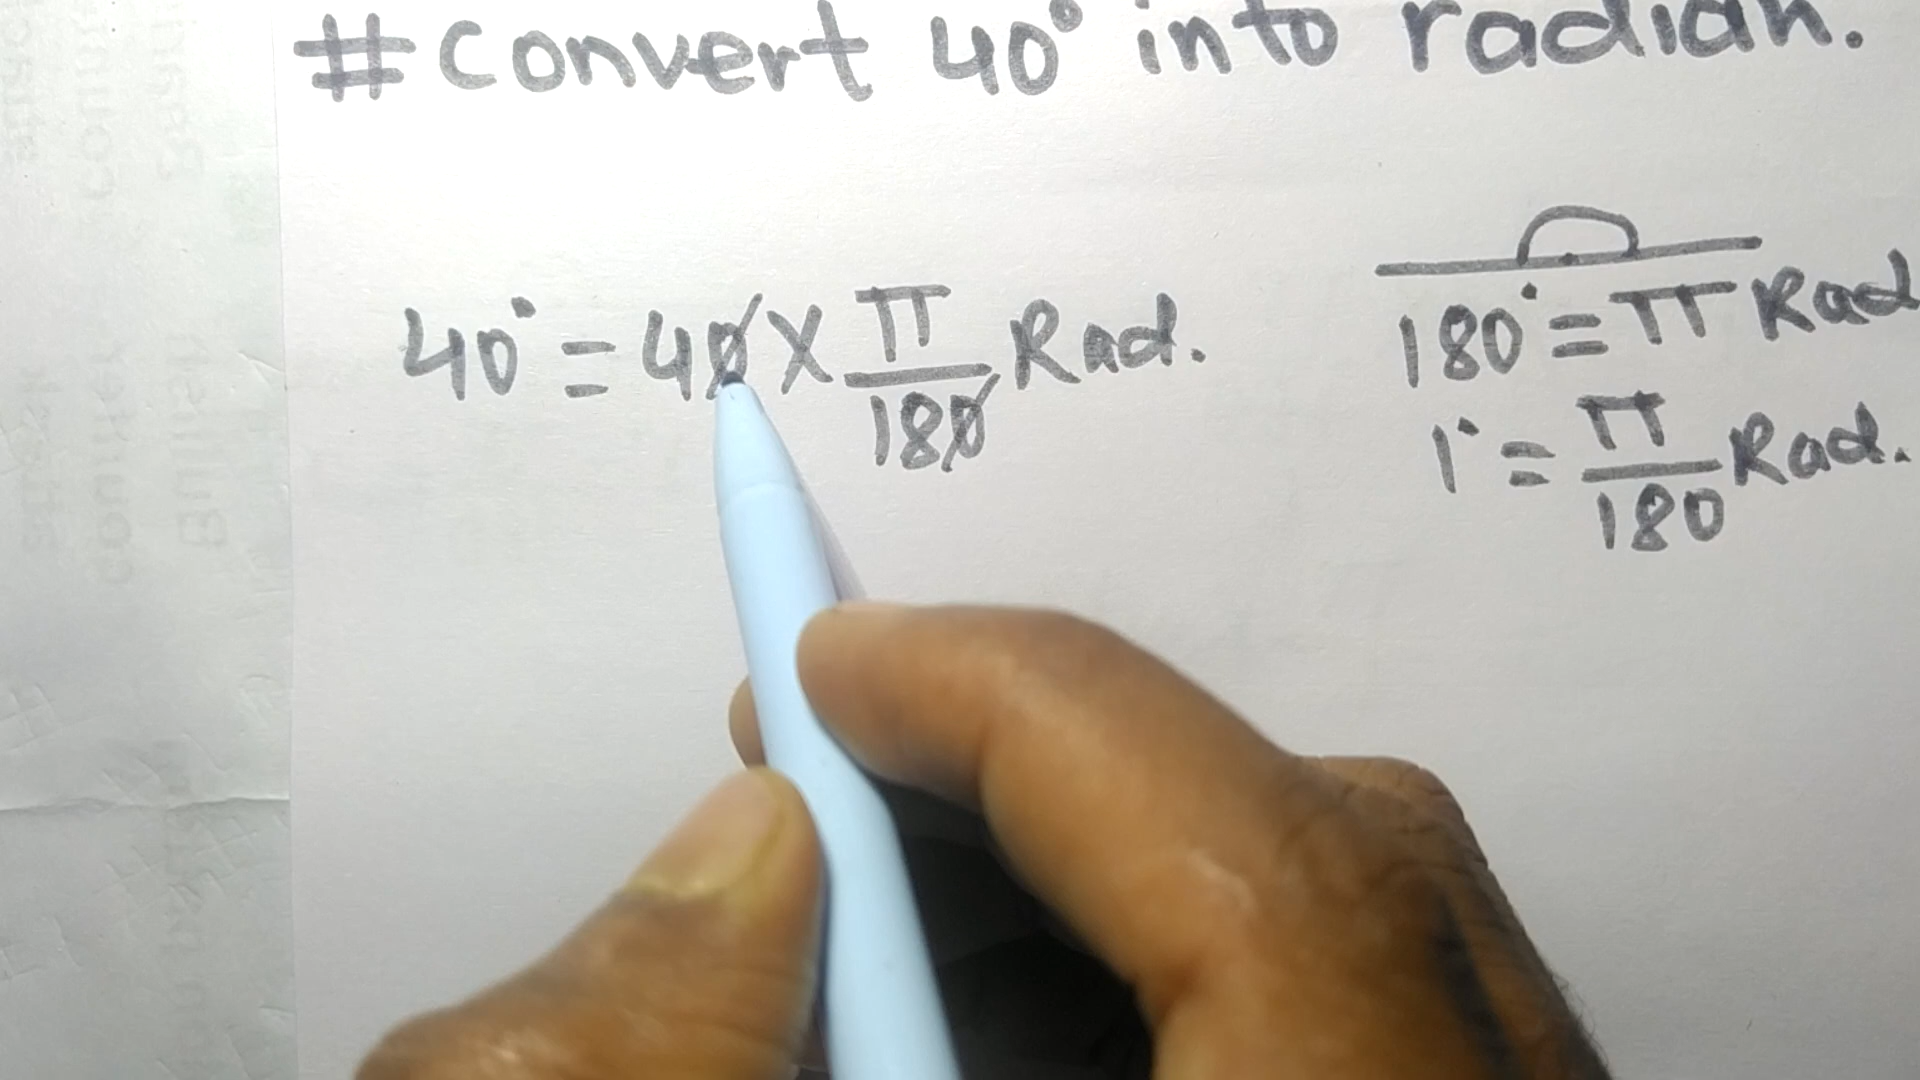 #Convert 40° into radian.
40° = 40 × π/180 Rad.
180° = π Rad
1° = π/180 Rad.